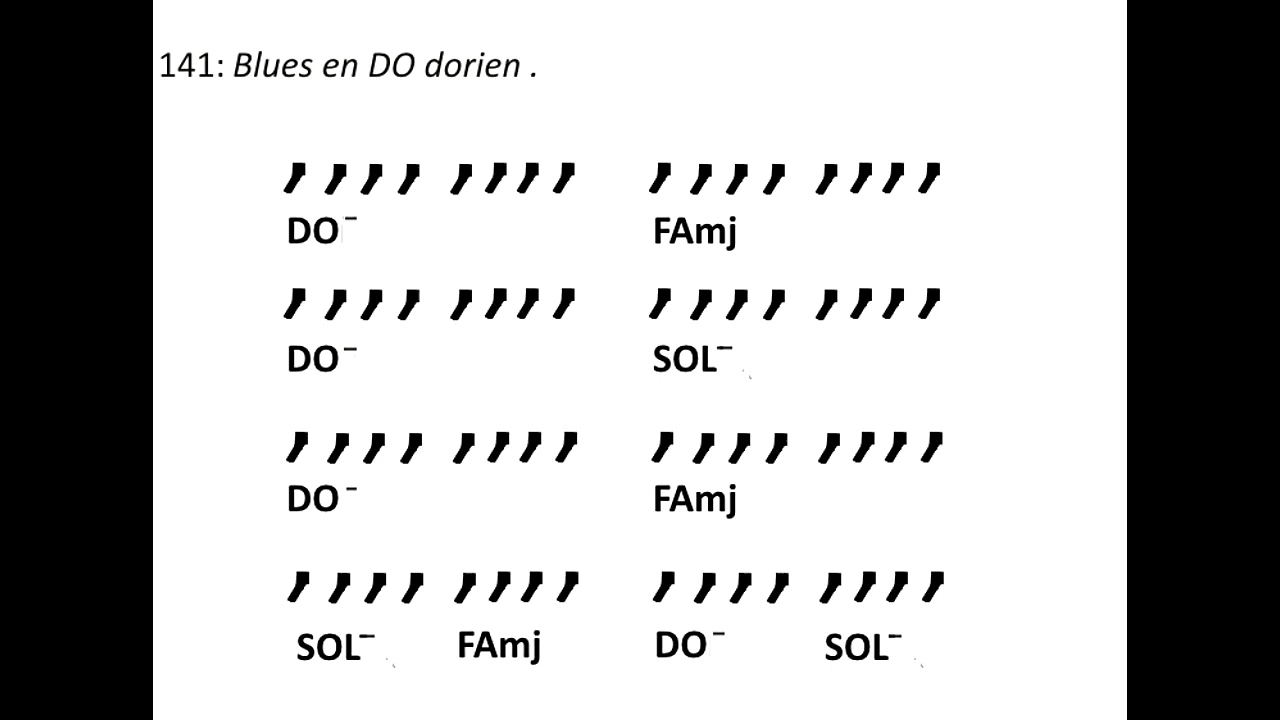 141: Blues en DO dorien .
, , , , , , , , , , , , , , , ,
DO⁻ FAmj
, , , , , , , , , , , , , , , ,
DO⁻ SOL⁻
, , , , , , , , , , , , , , , ,
DO⁻ FAmj
, , , , , , , , , , , , , , , ,
SOL⁻ FAmj DO⁻ SOL⁻